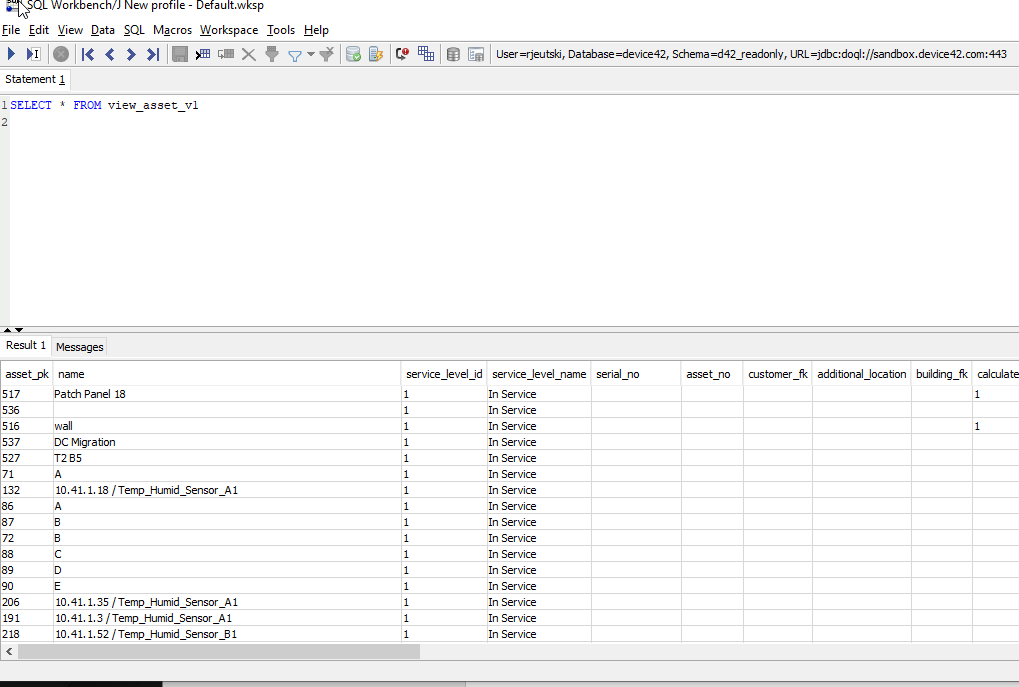 SQL Workbench/J New profile - Default.wksp
File Edit View Data SQL Macros Workspace Tools Help
User=rjeutski, Database=device42, Schema=d42_readonly, URL=jdbc:doql://sandbox.device42.com:443
Statement 1
1 SELECT * FROM view_asset_v1
2
Result 1 Messages
asset_pk name service_level_id service_level_name serial_no asset_no customer_fk additional_location building_fk calculate
517 Patch Panel 18 1 In Service 1
536 1 In Service
516 wall 1 In Service 1
537 DC Migration 1 In Service
527 T2 B5 1 In Service
71 A 1 In Service
132 10.41.1.18 / Temp_Humid_Sensor_A1 1 In Service
86 A 1 In Service
87 B 1 In Service
72 B 1 In Service
88 C 1 In Service
89 D 1 In Service
90 E 1 In Service
206 10.41.1.35 / Temp_Humid_Sensor_A1 1 In Service
191 10.41.1.3 / Temp_Humid_Sensor_A1 1 In Service
218 10.41.1.52 / Temp_Humid_Sensor_B1 1 In Service